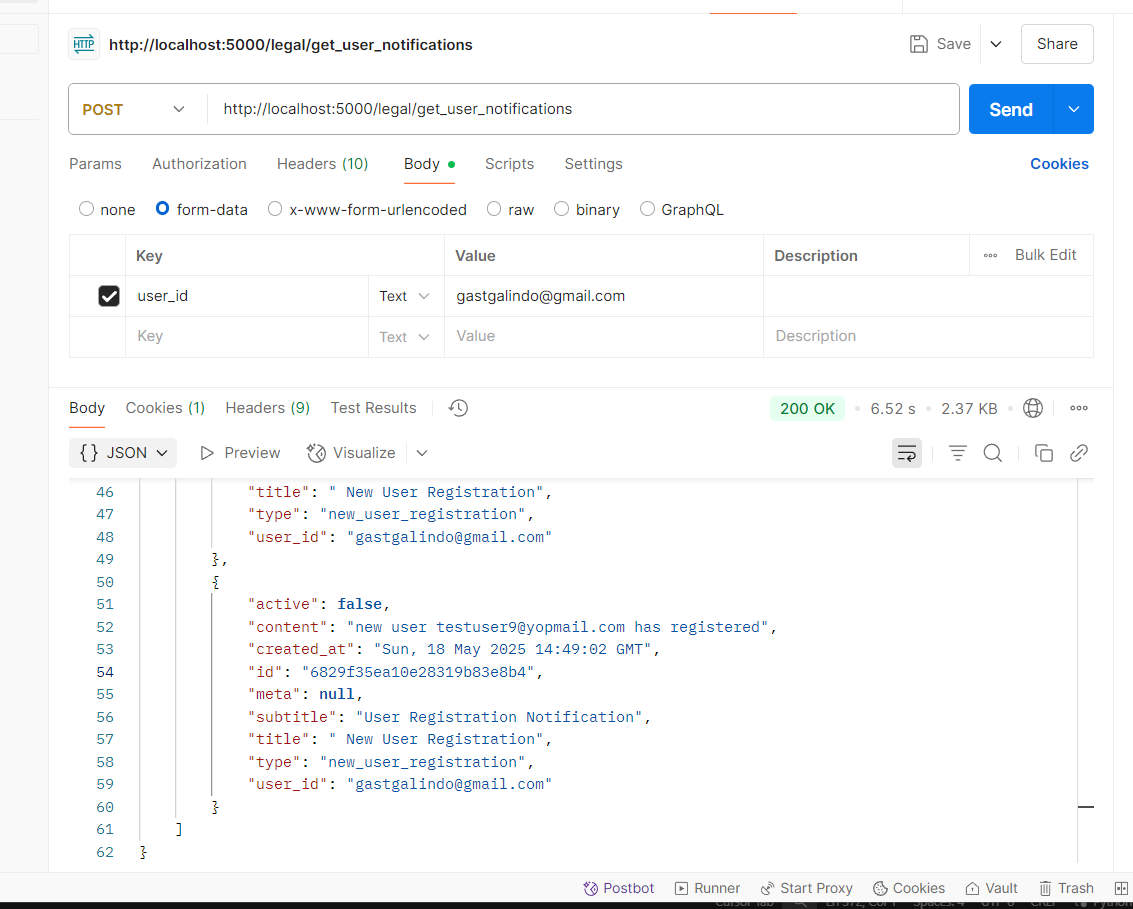 HTTP http://localhost:5000/legal/get_user_notifications Save Share
POST http://localhost:5000/legal/get_user_notifications Send
Params Authorization Headers (10) Body Scripts Settings Cookies
none form-data x-www-form-urlencoded raw binary GraphQL
Key Value Description Bulk Edit
user_id Text gastgalindo@gmail.com
Key Text Value Description
Body Cookies (1) Headers (9) Test Results 200 OK 6.52 s 2.37 KB
{} JSON Preview Visualize
46 "title": " New User Registration",
47 "type": "new_user_registration",
48 "user_id": "gastgalindo@gmail.com"
49 },
50 {
51 "active": false,
52 "content": "new user testuser9@yopmail.com has registered",
53 "created_at": "Sun, 18 May 2025 14:49:02 GMT",
54 "id": "6829f35ea10e28319b83e8b4",
55 "meta": null,
56 "subtitle": "User Registration Notification",
57 "title": " New User Registration",
58 "type": "new_user_registration",
59 "user_id": "gastgalindo@gmail.com"
60 }
61 ]
62 }
Postbot Runner Start Proxy Cookies Vault Trash